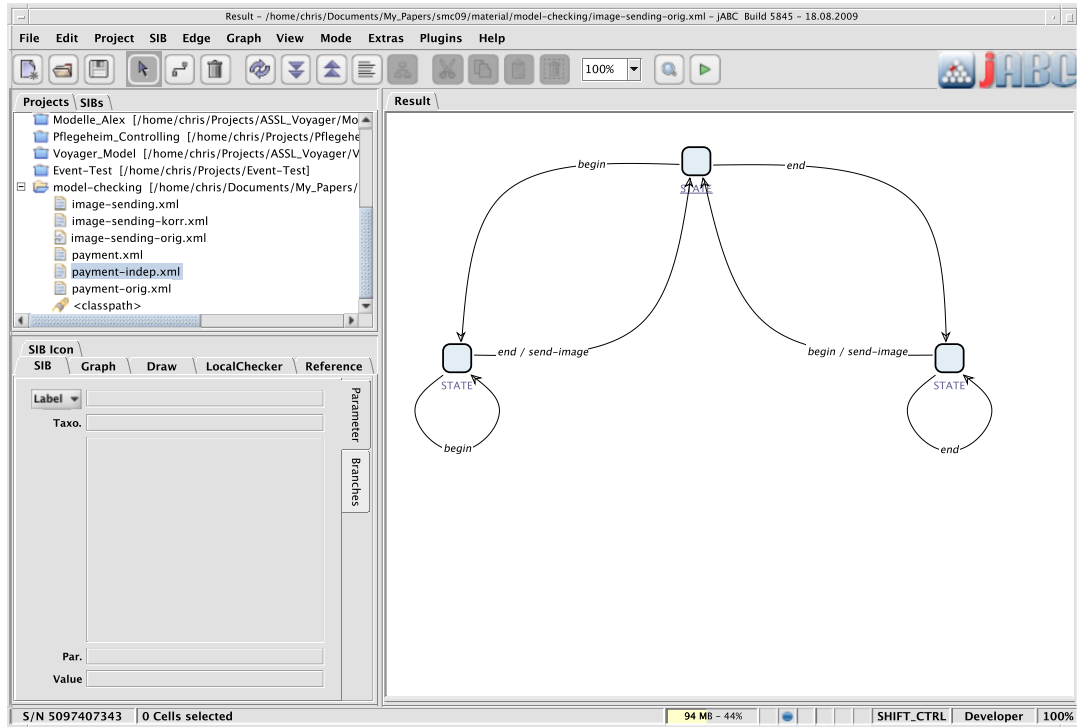 Result – /home/chris/Documents/My_Papers/smc09/material/model-checking/image-sending-orig.xml – jABC Build 5845 – 18.08.2009
File Edit Project SIB Edge Graph View Mode Extras Plugins Help
100%
jABC
Projects SIBs
Modelle_Alex [/home/chris/Projects/ASSL_Voyager/Mo
Pflegeheim_Controlling [/home/chris/Projects/Pflegehe
Voyager_Model [/home/chris/Projects/ASSL_Voyager/V
Event-Test [/home/chris/Projects/Event-Test]
model-checking [/home/chris/Documents/My_Papers/
image-sending.xml
image-sending-korr.xml
image-sending-orig.xml
payment.xml
payment-indep.xml
payment-orig.xml
<classpath>
SIB Icon
SIB Graph Draw LocalChecker Reference
Label
Taxo.
Par.
Value
Parameter
Branches
Result
begin
end
STATE
end / send-image
begin / send-image
STATE
STATE
begin
end
S/N 5097407343 0 Cells selected 94 MB – 44% SHIFT_CTRL Developer 100%